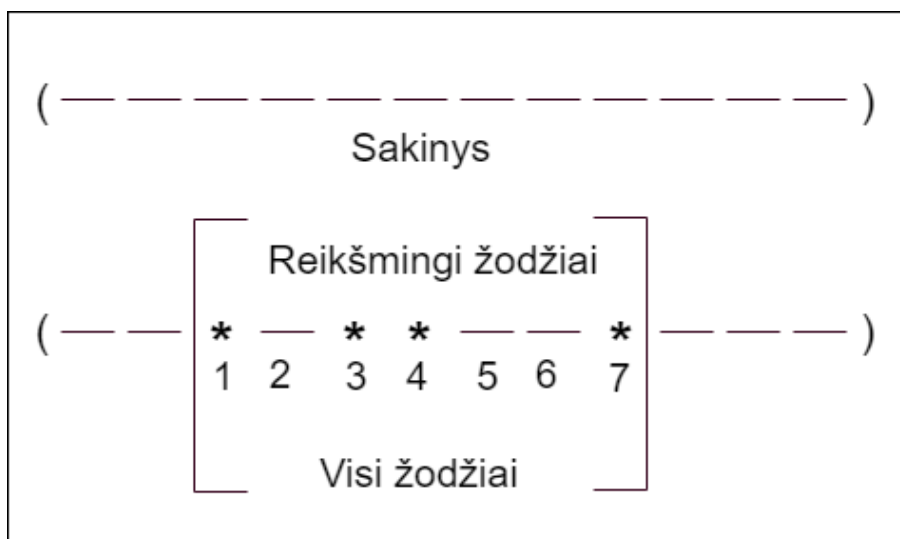 ( — — — — — — — — — — — — )
Sakinys
Reikšmingi žodžiai
( — — * — * * — — * — — — )
1 2 3 4 5 6 7
Visi žodžiai